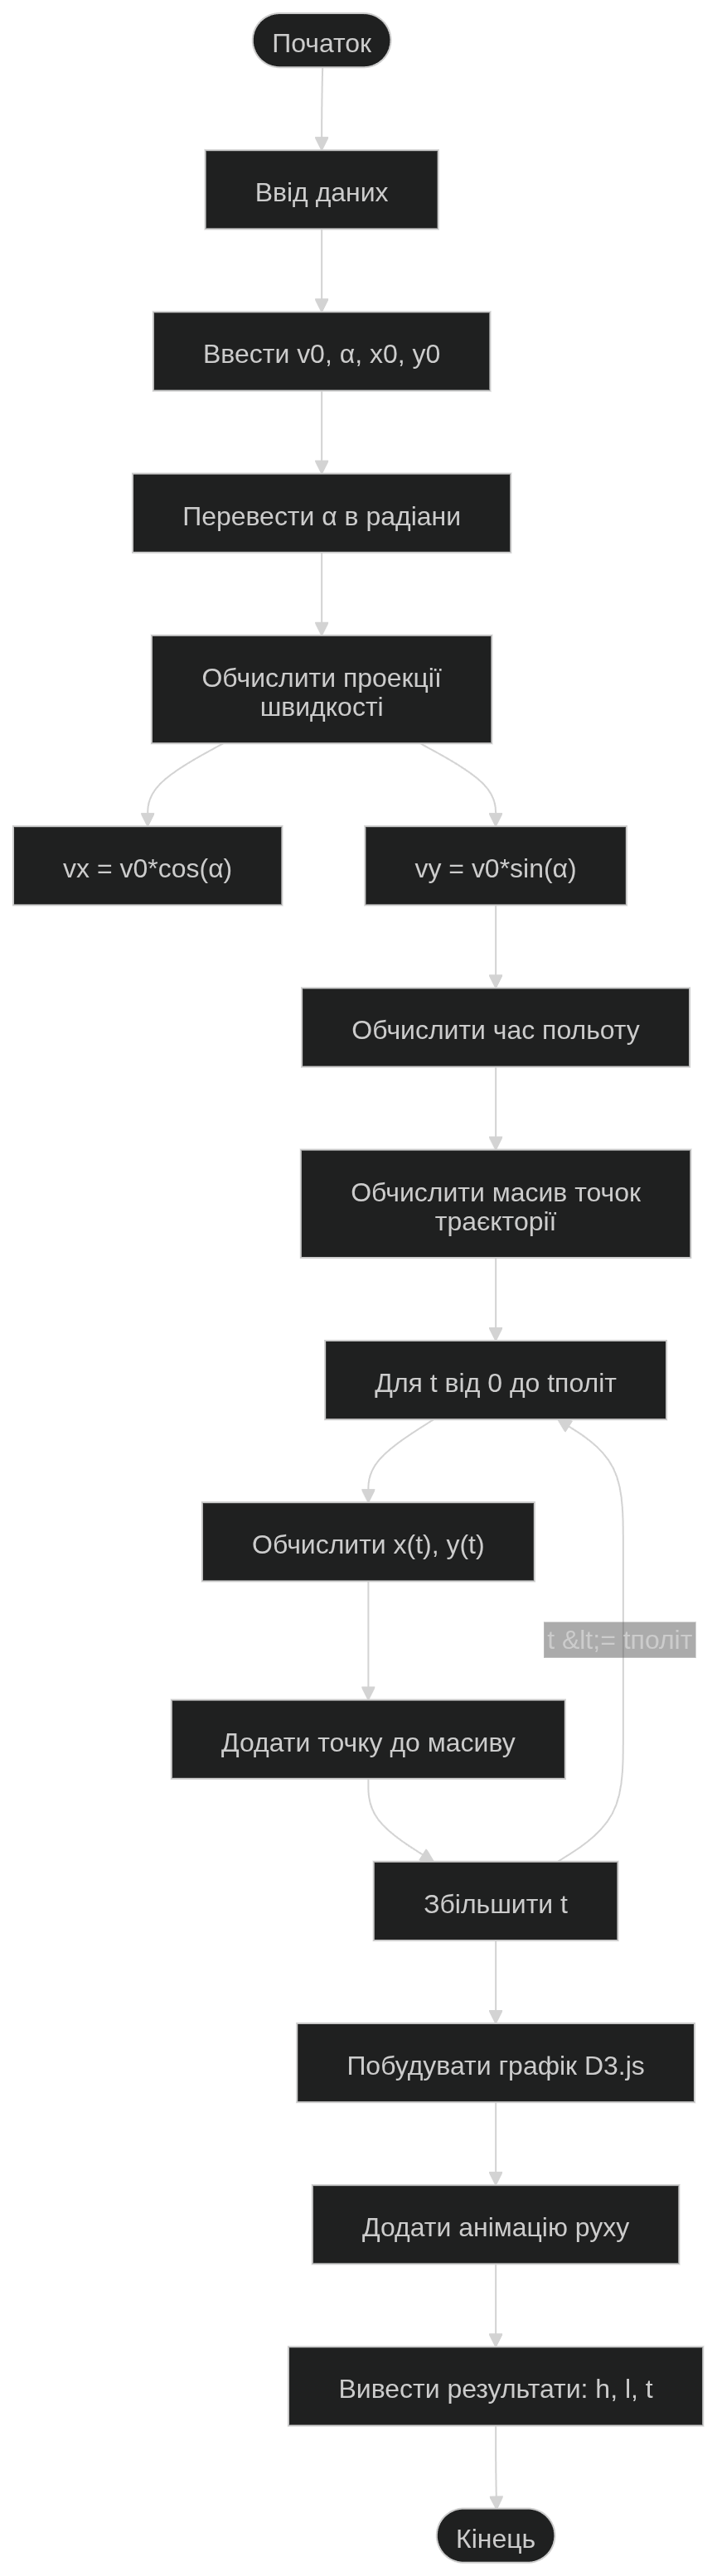 Початок
Ввід даних
Ввести v0, α, x0, y0
Перевести α в радіани
Обчислити проекції
швидкості
vx = v0*cos(α)
vy = v0*sin(α)
Обчислити час польоту
Обчислити масив точок
траєкторії
Для t від 0 до tполіт
Обчислити x(t), y(t)
t &lt;= tполіт
Додати точку до масиву
Збільшити t
Побудувати графік D3.js
Додати анімацію руху
Вивести результати: h, l, t
Кінець